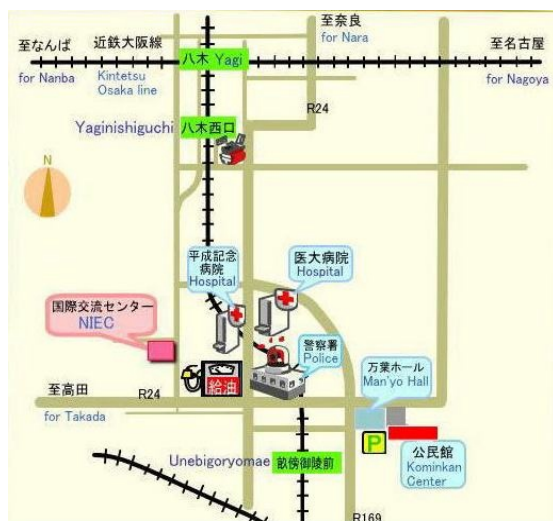 至奈良
for Nara
至なんば
for Nanba
近鉄大阪線
Kintetsu
Osaka line
八木 Yagi
至名古屋
for Nagoya
R24
Yaginishiguchi 八木西口
N
平成記念
病院
Hospital
医大病院
Hospital
国際交流センター
NIEC
警察署
Police
給油
万葉ホール
Man'yo Hall
至高田
for Takada
R24
P
公民館
Kominkan
Center
Unebigoryomae 畝傍御陵前
R169